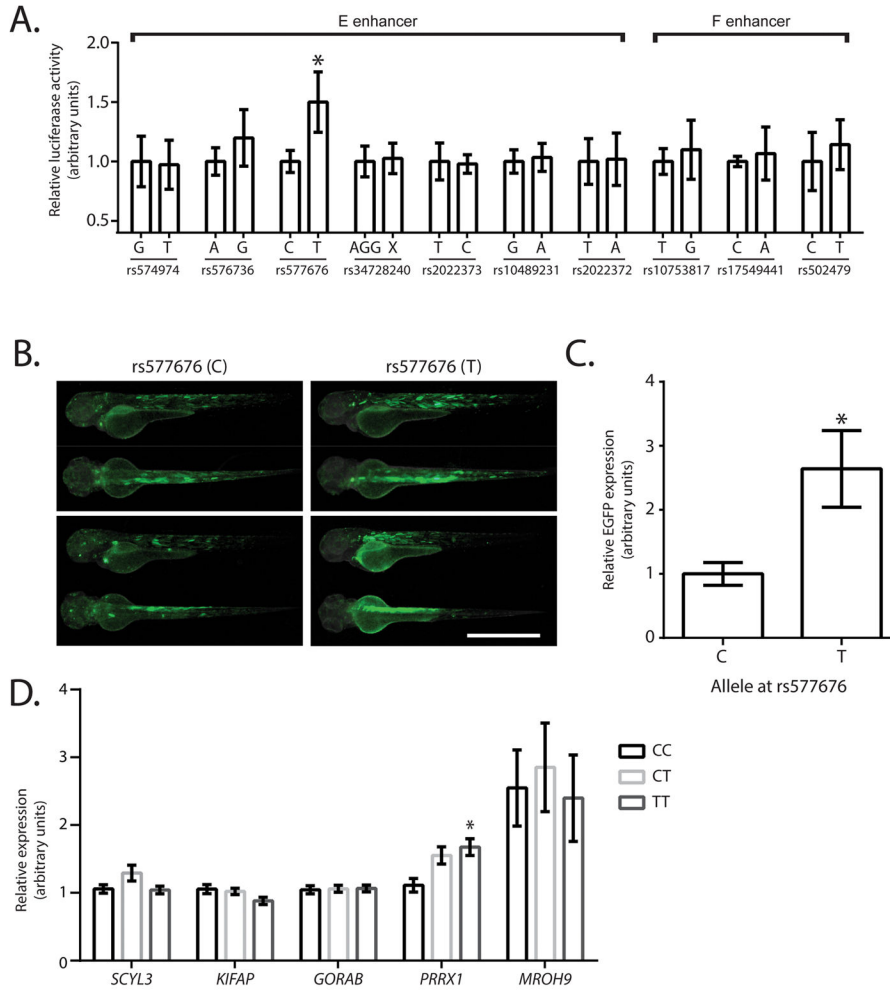 A.
E enhancer
F enhancer
Relative luciferaase activity
(arbitrary units)
2.0
1.5
1.0
0.5
*
G T A G C T AGG X T C G A T A T G C A C T
rs574974 rs576736 rs577676 rs34728240 rs2022373 rs10489231 rs2022372 rs10753817 rs17549441 rs502479
B.
rs577676 (C)
rs577676 (T)
C.
Relative EGFP expression
(arbitrary units)
4
3
2
1
0
*
C T
Allele at rs577676
D.
Relative expression
(arbitrary units)
4
3
2
1
0
*
SCYL3 KIFAP GORAB PRRX1 MROH9
CC
CT
TT